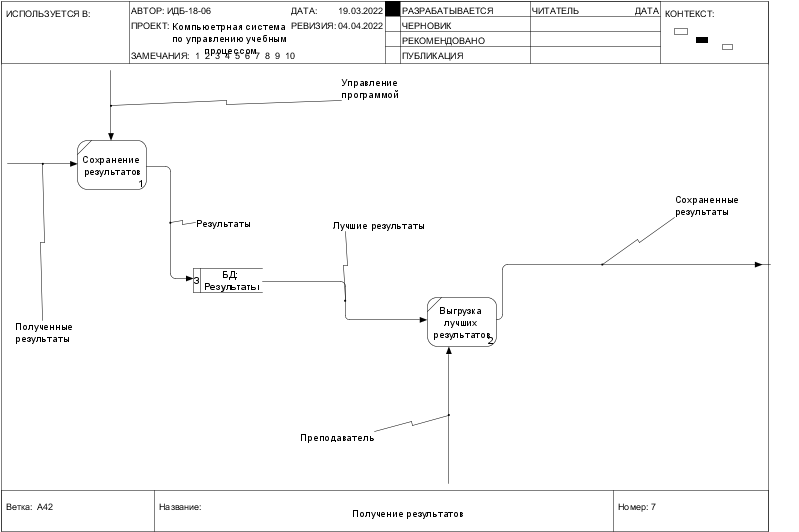 ИСПОЛЬЗУЕТСЯ В:
АВТОР: ИДБ-18-06
ДАТА: 19.03.2022
РАЗРАБАТЫВАЕТСЯ
ЧИТАТЕЛЬ
ДАТА
КОНТЕКСТ:
ПРОЕКТ: Компьюетрная система
по управлению учебным
процессом
РЕВИЗИЯ: 04.04.2022
ЧЕРНОВИК
РЕКОМЕНДОВАНО
ЗАМЕЧАНИЯ: 1 2 3 4 5 6 7 8 9 10
ПУБЛИКАЦИЯ
Управление
программой
Сохранение
результатов
1
Результаты
Лучшие результаты
Сохраненные
результаты
3
БД:
Результаты
Выгрузка
лучших
результатов
2
Полученные
результаты
Преподаватель
Ветка: A42
Название:
Получение результатов
Номер: 7